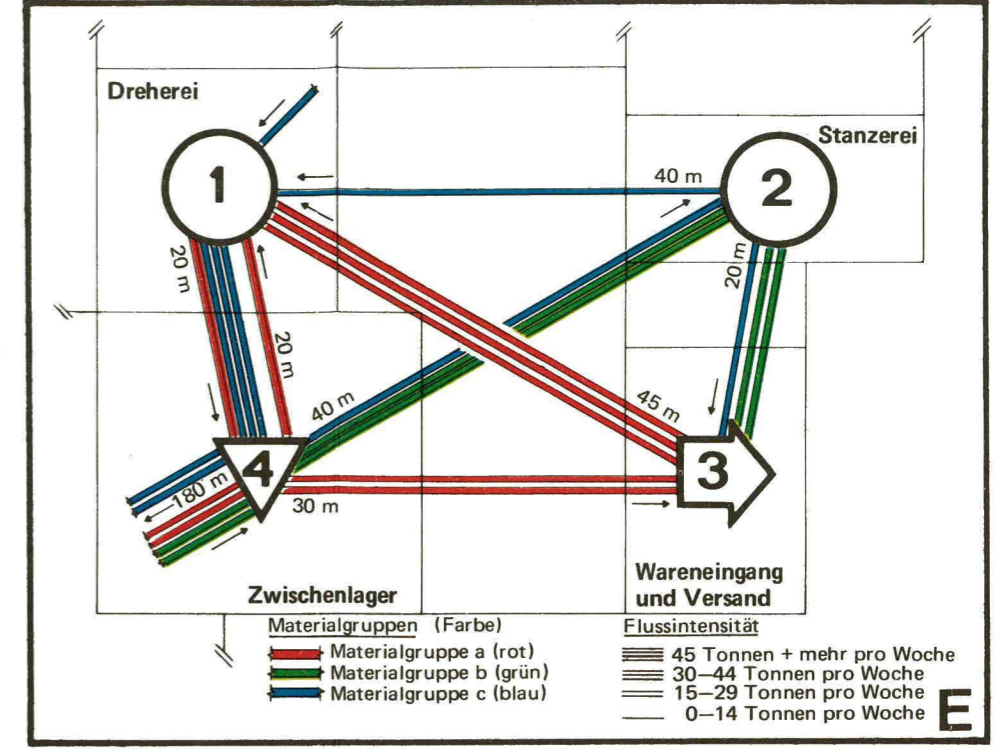 Dreherei
Stanzerei
1
2
40 m
20 m
20 m
20 m
40 m
45 m
4
3
180 m
30 m
Zwischenlager
Wareneingang
und Versand
Materialgruppen (Farbe)
Materialgruppe a (rot)
Materialgruppe b (grün)
Materialgruppe c (blau)
Flussintensität
45 Tonnen + mehr pro Woche
30–44 Tonnen pro Woche
15–29 Tonnen pro Woche
0–14 Tonnen pro Woche
E